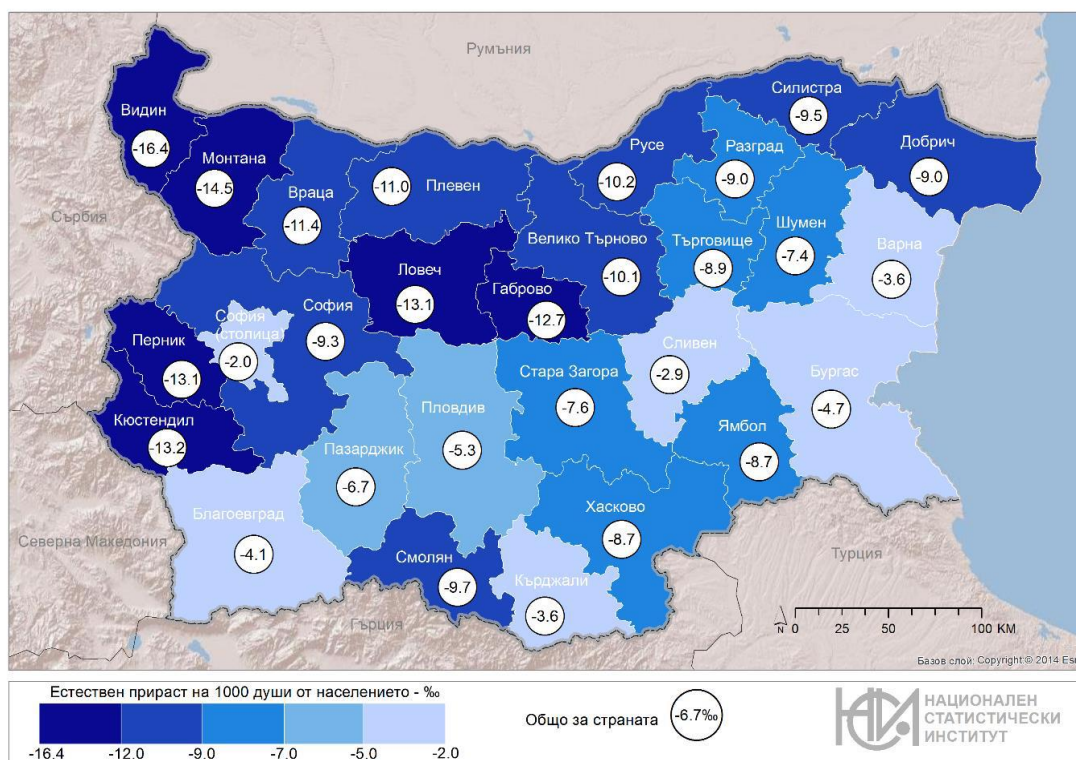 Румъния
Силистра
-9.5
Видин
-16.4
Монтана
-14.5
Враца
-11.4
-11.0
Плевен
Русе
-10.2
Разград
-9.0
Добрич
-9.0
Сърбия
Велико Търново
-10.1
Търговище
-8.9
Шумен
-7.4
Варна
-3.6
Ловеч
-13.1
Габрово
-12.7
София
-9.3
София
(столица)
-2.0
Перник
-13.1
Кюстендил
-13.2
Пазарджик
-6.7
Пловдив
-5.3
Стара Загора
-7.6
Сливен
-2.9
Бургас
-4.7
Ямбол
-8.7
Хасково
-8.7
Благоевград
-4.1
Смолян
-9.7
Кърджали
-3.6
Северна Македония
Гърция
Турция
N 0 25 50 100 KM
Базов слой: Copyright © 2014 Esr
Естествен прираст на 1000 души от населението - ‰
-16.4 -12.0 -9.0 -7.0 -5.0 -2.0
Общо за страната -6.7‰
НАЦИОНАЛЕН
СТАТИСТИЧЕСКИ
ИНСТИТУТ